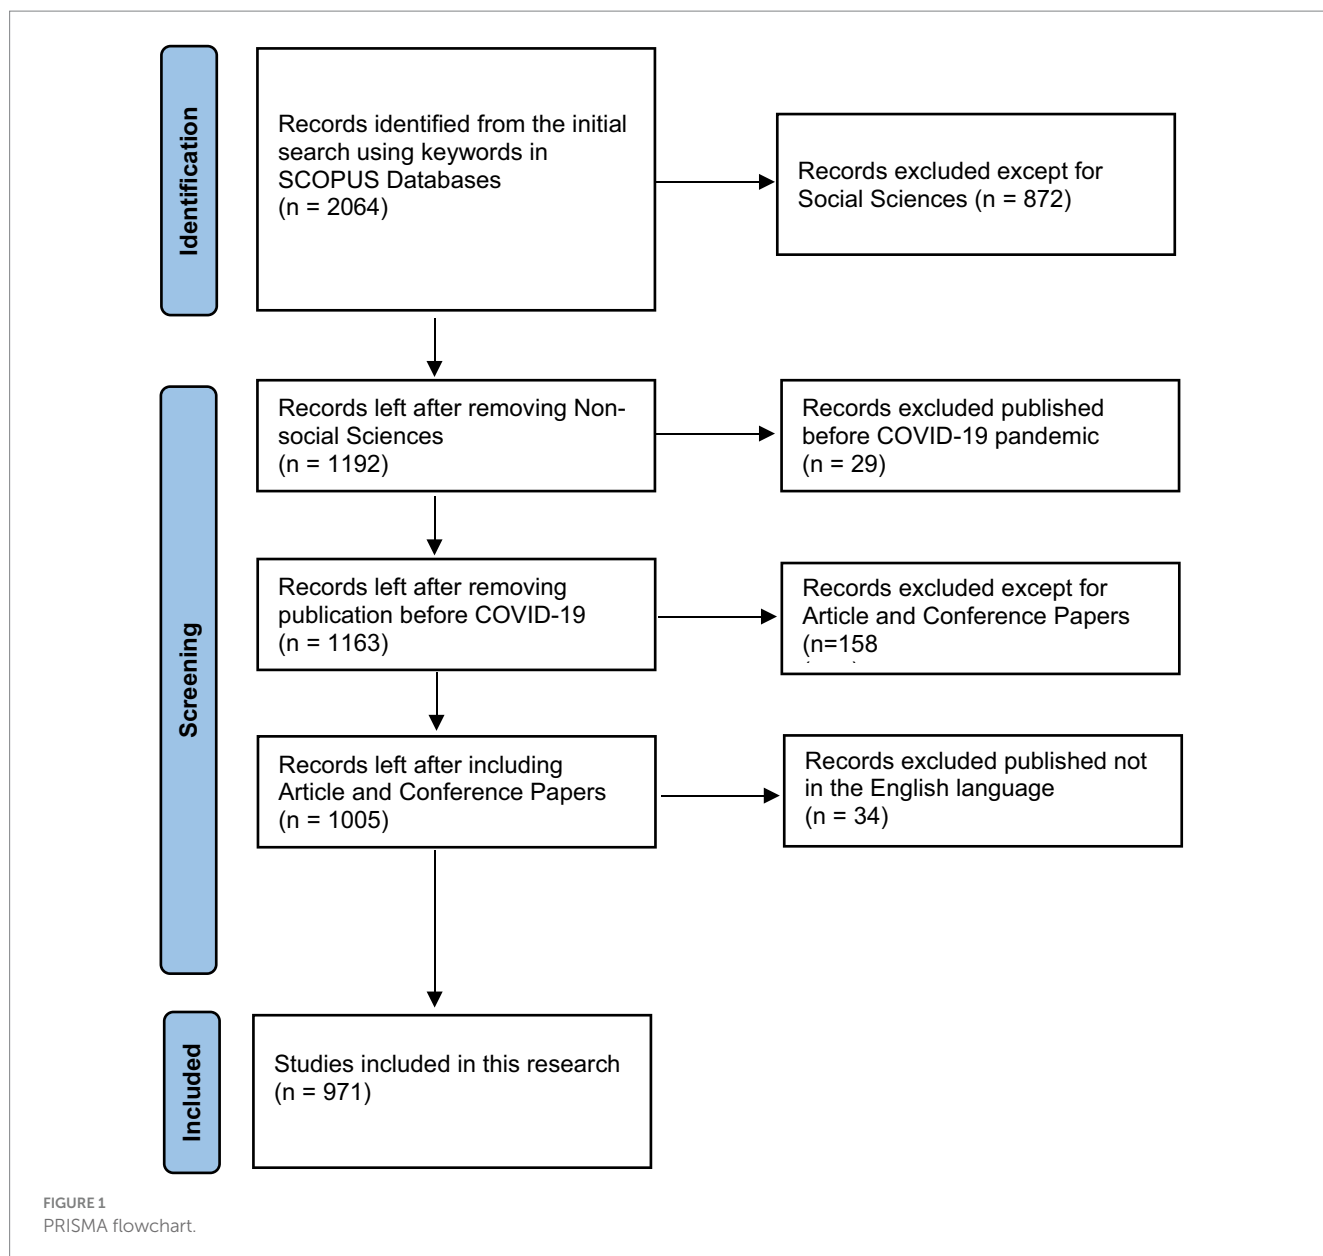 Identification
Records identified from the initial
search using keywords in
SCOPUS Databases
(n = 2064)
Records excluded except for
Social Sciences (n = 872)
Screening
Records left after removing Non-
social Sciences
(n = 1192)
Records excluded published
before COVID-19 pandemic
(n = 29)
Records left after removing
publication before COVID-19
(n = 1163)
Records excluded except for
Article and Conference Papers
(n=158
Records left after including
Article and Conference Papers
(n = 1005)
Records excluded published not
in the English language
(n = 34)
Included
Studies included in this research
(n = 971)
FIGURE 1
PRISMA flowchart.